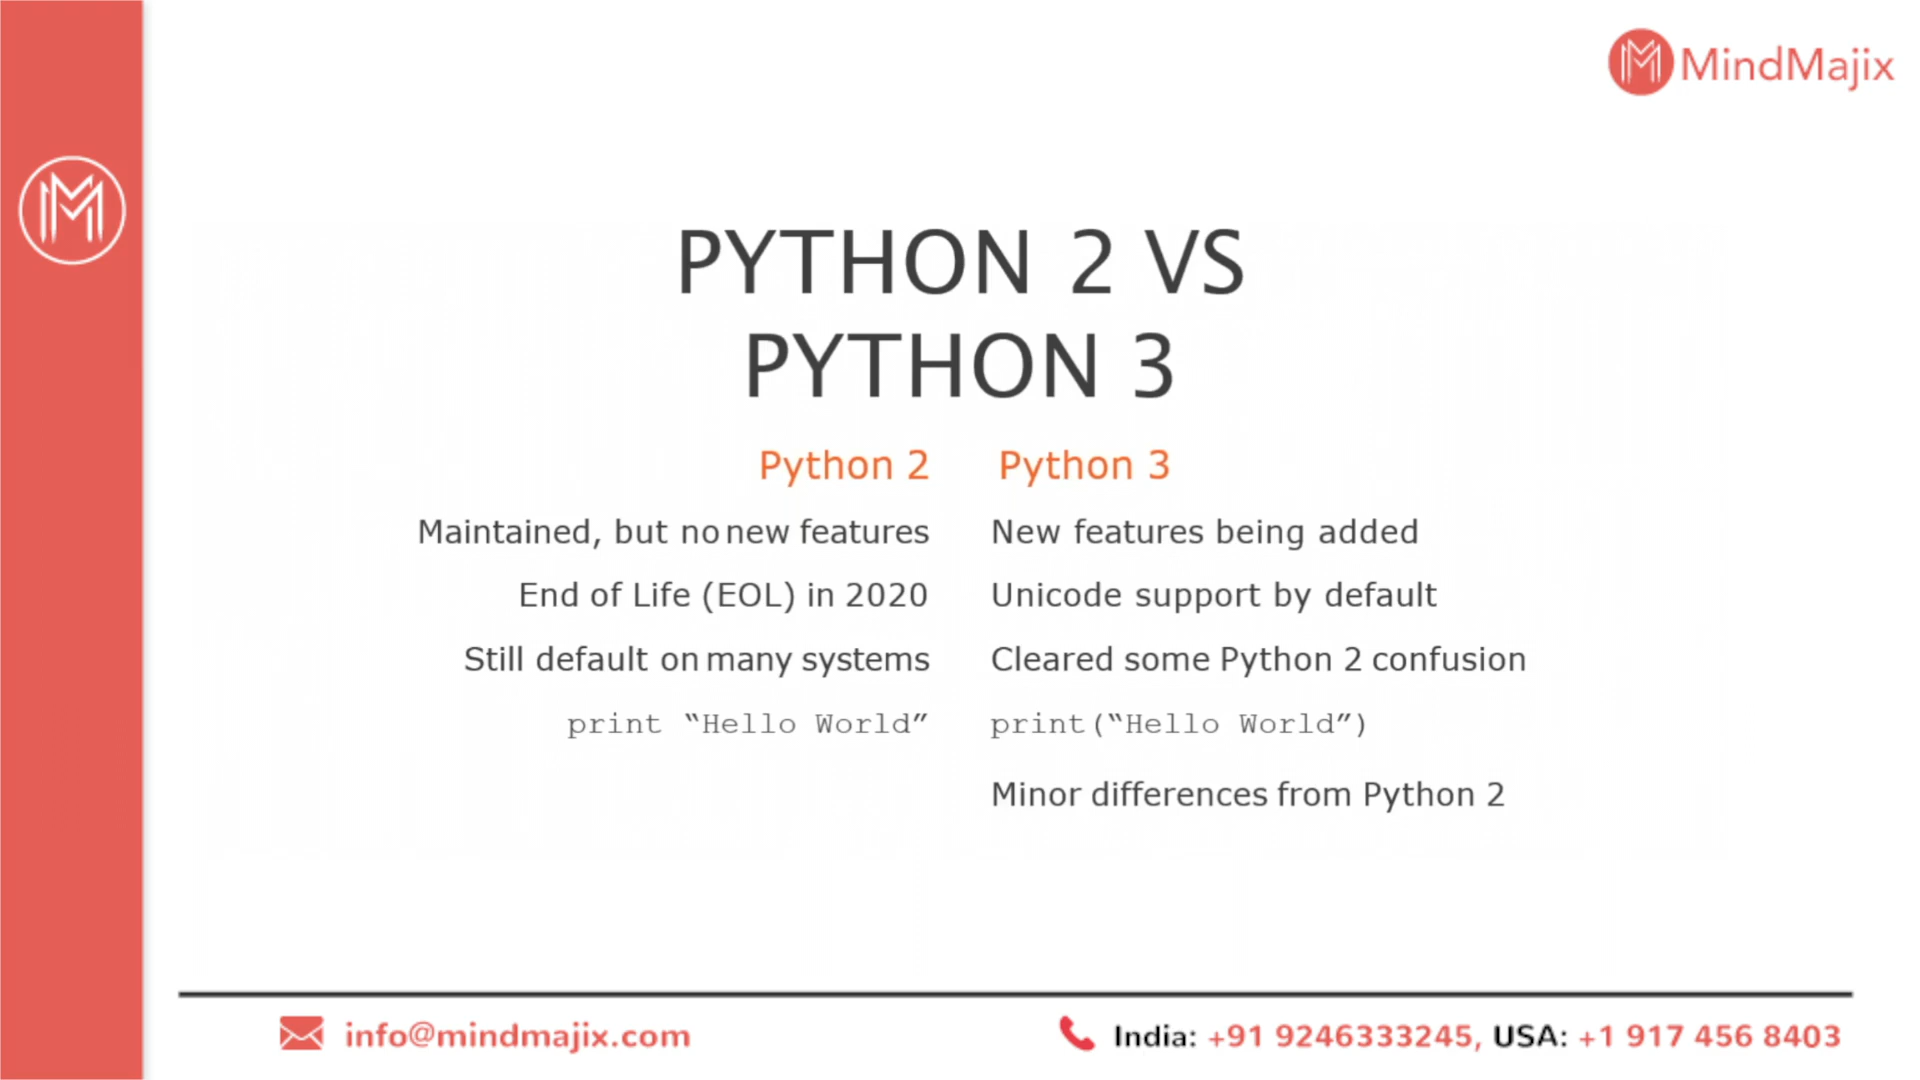 MindMajix
PYTHON 2 VS
PYTHON 3
Python 2
Maintained, but no new features
End of Life (EOL) in 2020
Still default on many systems
print “Hello World”
Python 3
New features being added
Unicode support by default
Cleared some Python 2 confusion
print(“Hello World”)
Minor differences from Python 2
info@mindmajix.com
India: +91 9246333245, USA: +1 917 456 8403